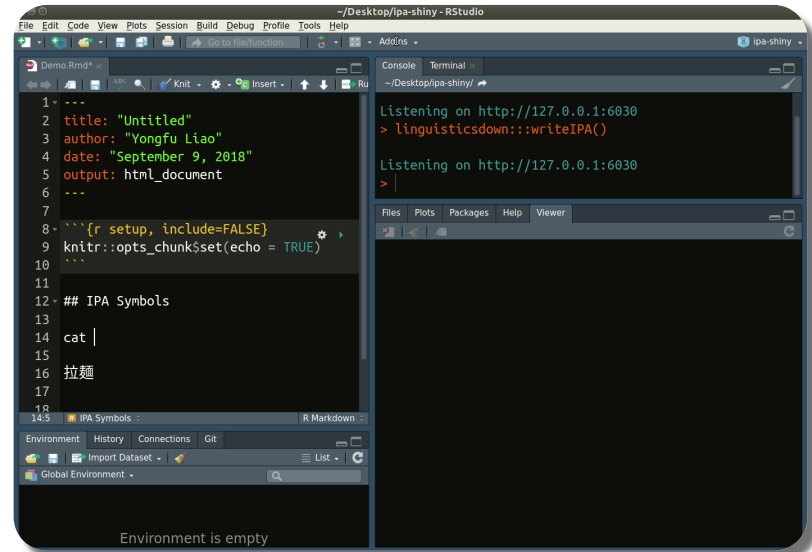 ~/Desktop/ipa-shiny - RStudio
File Edit Code View Plots Session Build Debug Profile Tools Help
Go to file/function Addins ipa-shiny
Demo.Rmd*
ABC Knit Insert Ru
1 ---
2 title: "Untitled"
3 author: "Yongfu Liao"
4 date: "September 9, 2018"
5 output: html_document
6 ---
7
8 ```{r setup, include=FALSE}
9 knitr::opts_chunk$set(echo = TRUE)
10 ```
11
12 ## IPA Symbols
13
14 cat
15
16 拉麺
17
18
14:5 # IPA Symbols R Markdown
Environment History Connections Git
Import Dataset List
Global Environment
Environment is empty
Console Terminal
~/Desktop/ipa-shiny/
Listening on http://127.0.0.1:6030
> linguisticsdown:::writeIPA()
Listening on http://127.0.0.1:6030
>
Files Plots Packages Help Viewer